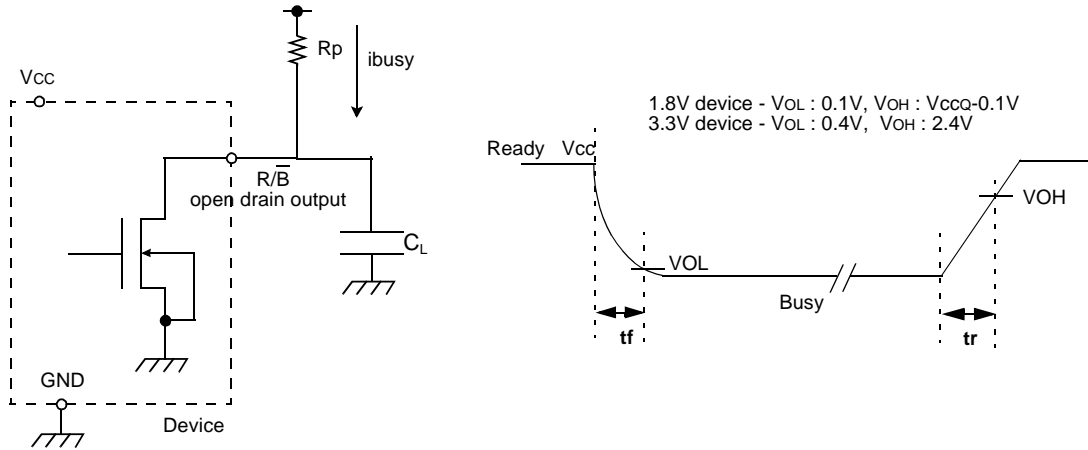 Rp
ibusy
VCC
1.8V device - VOL : 0.1V, VOH : VCCQ-0.1V
3.3V device - VOL : 0.4V, VOH : 2.4V
Ready Vcc
R/B̅
open drain output
VOH
CL
VOL
Busy
tf
tr
GND
Device